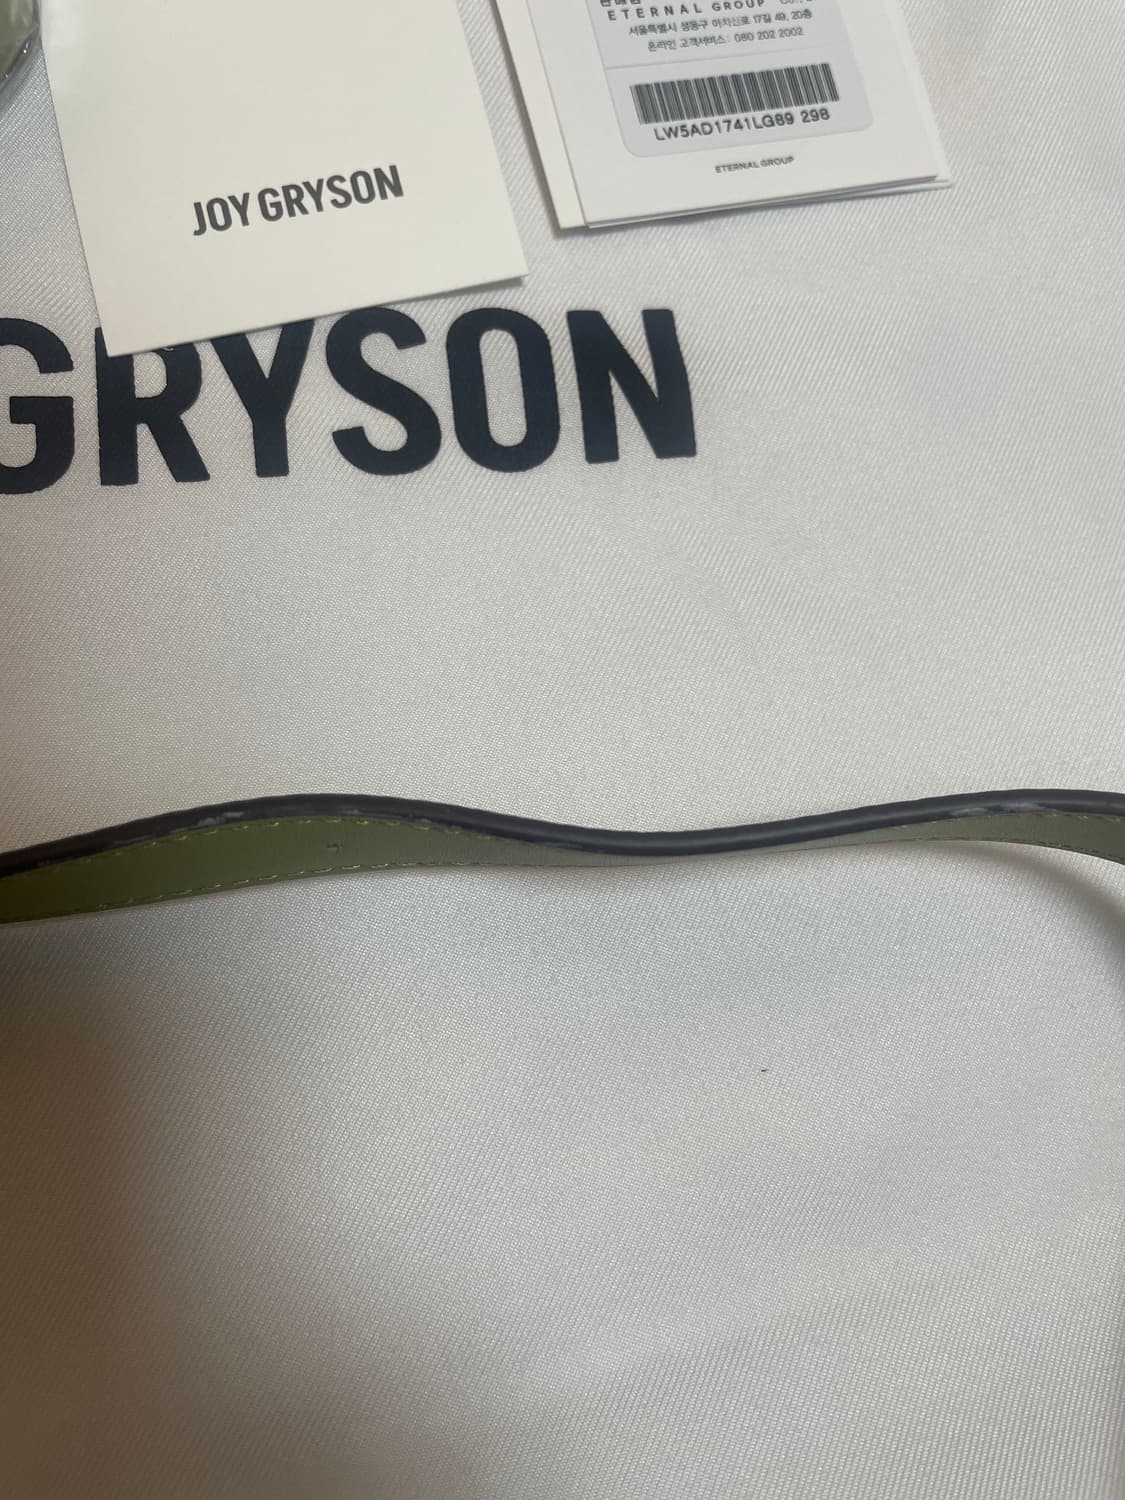 ETERNAL GROUP
서울특별시 성동구 아차산로 17길 49, 20층
온라인 고객서비스: 080 202 2002
LW5AD1741LG89 298
ETERNAL GROUP
JOY GRYSON
GRYSON